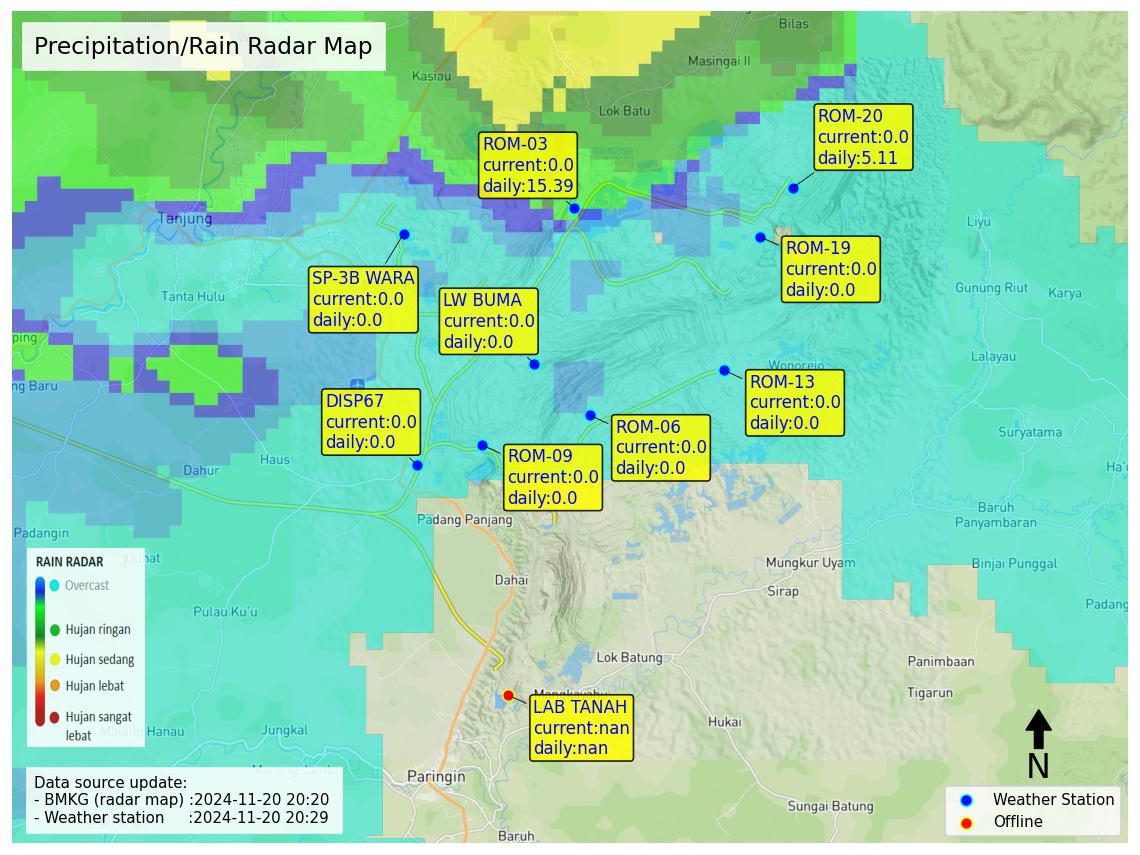 Precipitation/Rain Radar Map
Bilas
Masingai II
Kasiau
Lok Batu
ROM-20
current:0.0
daily:5.11
ROM-03
current:0.0
daily:15.39
Tanjung
Liyu
ROM-19
current:0.0
daily:0.0
SP-3B WARA
current:0.0
daily:0.0
Tanta Hulu
LW BUMA
current:0.0
daily:0.0
Gunung Riut
Karya
ping
Lalayau
Wonorejo
ng Baru
ROM-13
current:0.0
daily:0.0
DISP67
current:0.0
daily:0.0
ROM-06
current:0.0
daily:0.0
Suryatama
Haus
Dahur
ROM-09
current:0.0
daily:0.0
Ha'u
Baruh
Panyambaran
Padang Panjang
Padangin
Mungkur Uyam
Binjai Punggal
Dahai
Sirap
Padang
Pulau Ku'u
RAIN RADAR
Overcast
Hujan ringan
Hujan sedang
Hujan lebat
Hujan sangat
lebat
Lok Batung
Panimbaan
Tigarun
LAB TANAH
current:nan
daily:nan
Hukai
Jungkal
Hanau
Paringin
Sungai Batung
Baruh
Data source update:
- BMKG (radar map) :2024-11-20 20:20
- Weather station :2024-11-20 20:29
N
Weather Station
Offline